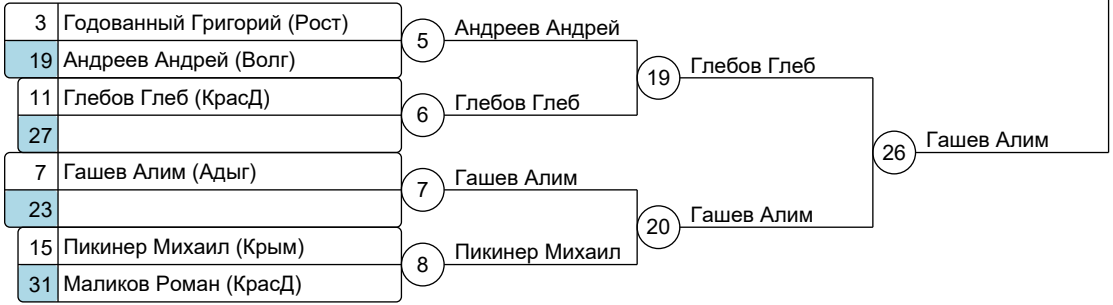 3 Годованный Григорий (Рост)
19 Андреев Андрей (Волг)
5 Андреев Андрей
11 Глебов Глеб (КрасД)
27
6 Глебов Глеб
19 Глебов Глеб
7 Гашев Алим (Адыг)
23
7 Гашев Алим
15 Пикинер Михаил (Крым)
31 Маликов Роман (КрасД)
8 Пикинер Михаил
20 Гашев Алим
26 Гашев Алим